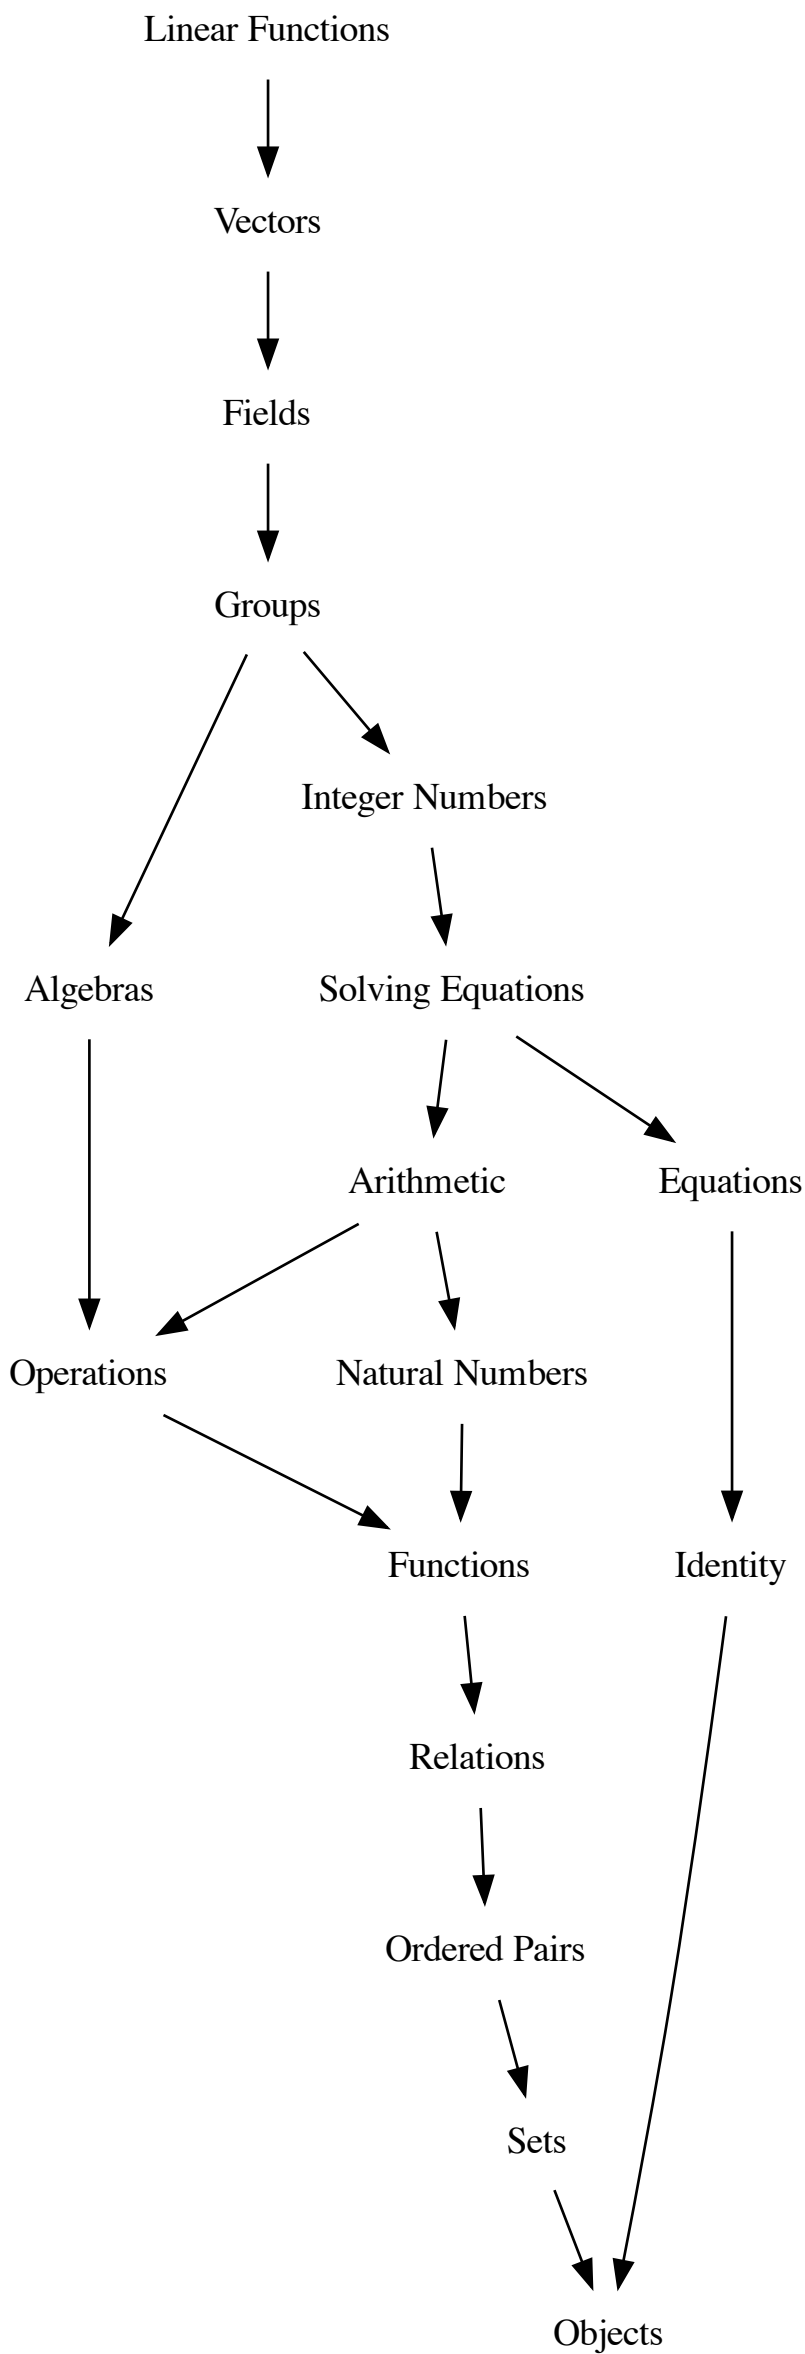 Linear Functions
Vectors
Fields
Groups
Integer Numbers
Algebras
Solving Equations
Arithmetic
Equations
Operations
Natural Numbers
Functions
Identity
Relations
Ordered Pairs
Sets
Objects